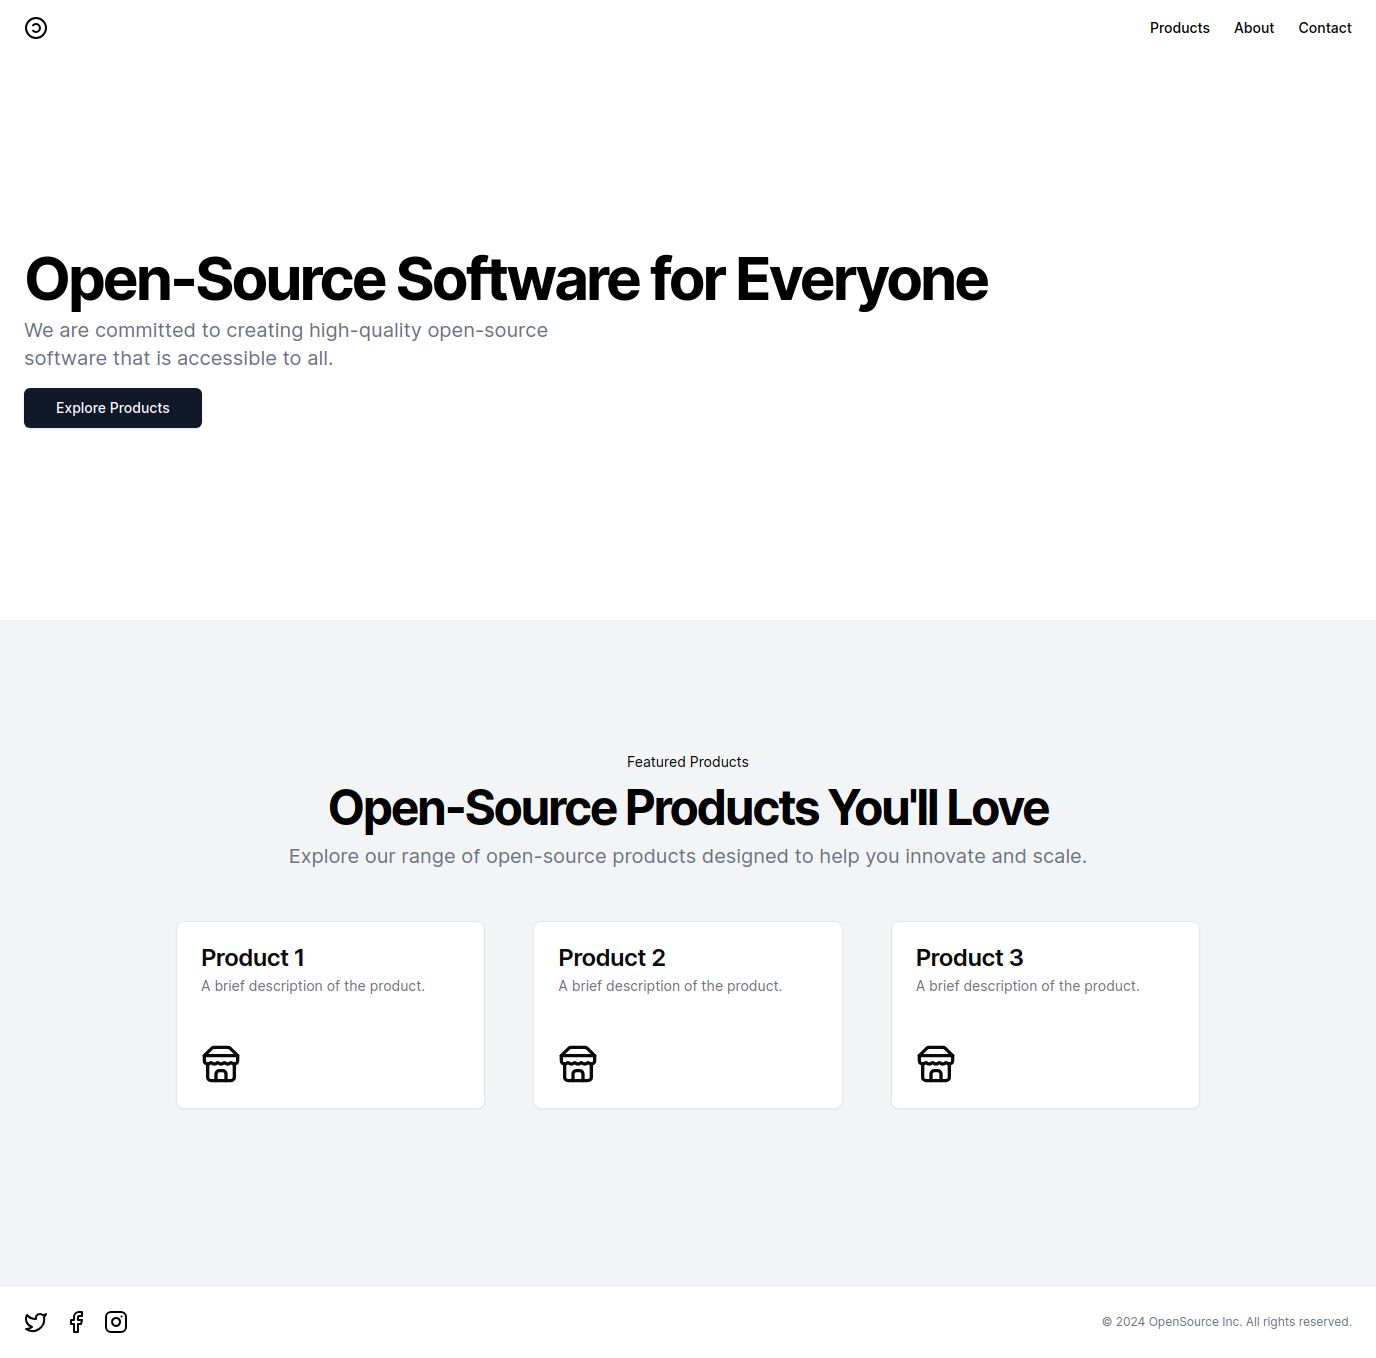 Products About Contact
Open-Source Software for Everyone
We are committed to creating high-quality open-source
software that is accessible to all.
Explore Products
Featured Products
Open-Source Products You'll Love
Explore our range of open-source products designed to help you innovate and scale.
Product 1
A brief description of the product.
Product 2
A brief description of the product.
Product 3
A brief description of the product.
© 2024 OpenSource Inc. All rights reserved.